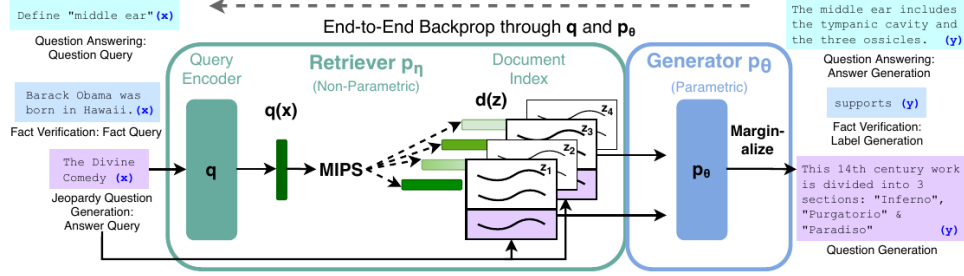 Define "middle ear" (x)
Question Answering:
Question Query
Barack Obama was
born in Hawaii. (x)
Fact Verification: Fact Query
The Divine
Comedy (x)
Jeopardy Question
Generation:
Answer Query
End-to-End Backprop through q and pθ
Query
Encoder
q
q(x)
Retriever pη
(Non-Parametric)
MIPS
Document
Index
d(z)
z4
z3
z2
z1
Generator pθ
(Parametric)
pθ
Margin-
alize
The middle ear includes
the tympanic cavity and
the three ossicles. (y)
Question Answering:
Answer Generation
supports (y)
Fact Verification:
Label Generation
This 14th century work
is divided into 3
sections: "Inferno",
"Purgatorio" &
"Paradiso" (y)
Question Generation